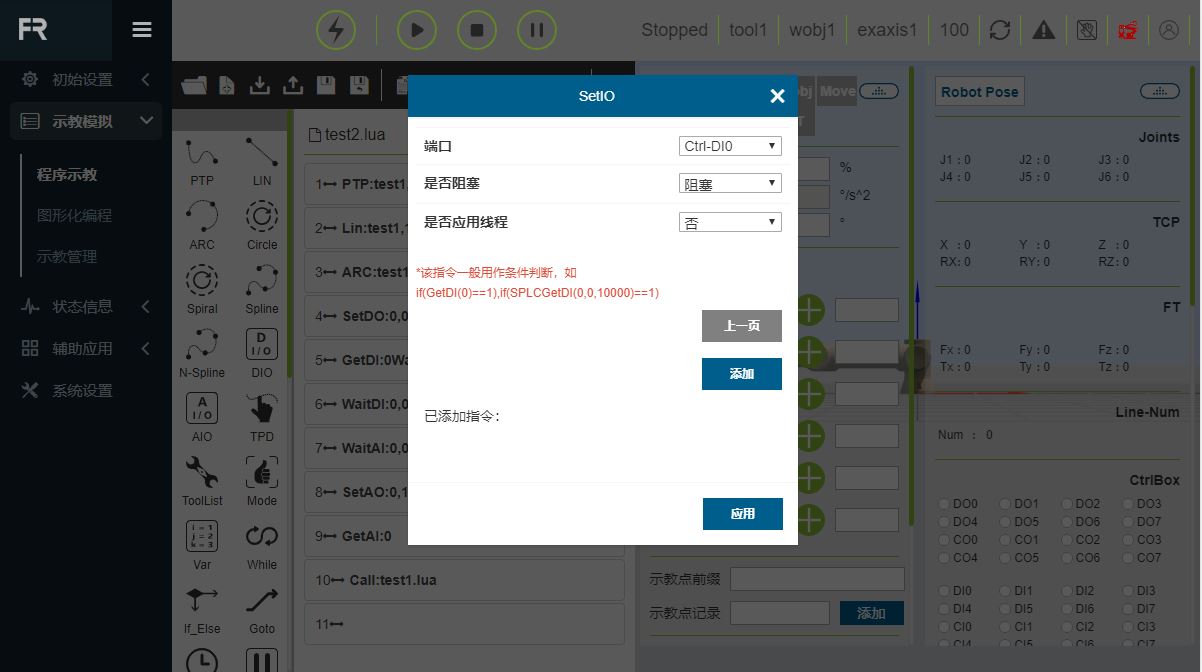 FR
Stopped
tool1
wobj1
exaxis1
100
初始设置
示教模拟
程序示教
图形化编程
示教管理
状态信息
辅助应用
系统设置
PTP
LIN
ARC
Circle
Spiral
Spline
N-Spline
D
I/O
DIO
A
I/O
AIO
TPD
ToolList
Mode
i = 1
j = 2
k = 3
Var
While
If_Else
Goto
test2.lua
1 PTP:test1,
2 Lin:test1,
3 ARC:test1
4 SetDO:0,0
5 GetDI:0Wa
6 WaitDI:0,0
7 WaitAI:0,0
8 SetAO:0,1
9 GetAI:0
10 Call:test1.lua
11
SetIO
端口
Ctrl-DI0
是否阻塞
阻塞
是否应用线程
否
*该指令一般用作条件判断，如
if(GetDI(0)==1),if(SPLCGetDI(0,0,10000)==1)
上一页
添加
已添加指令：
应用
bj
Move
T
%
°/s^2
°
示教点前缀
示教点记录
添加
Robot Pose
Joints
J1 : 0 J2 : 0 J3 : 0
J4 : 0 J5 : 0 J6 : 0
TCP
X : 0 Y : 0 Z : 0
RX: 0 RY: 0 RZ: 0
FT
Fx : 0 Fy : 0 Fz : 0
Tx : 0 Ty : 0 Tz : 0
Line-Num
Num : 0
CtrlBox
DO0 DO1 DO2 DO3
DO4 DO5 DO6 DO7
CO0 CO1 CO2 CO3
CO4 CO5 CO6 CO7
DI0 DI1 DI2 DI3
DI4 DI5 DI6 DI7
CI0 CI1 CI2 CI3
CI4 CI5 CI6 CI7